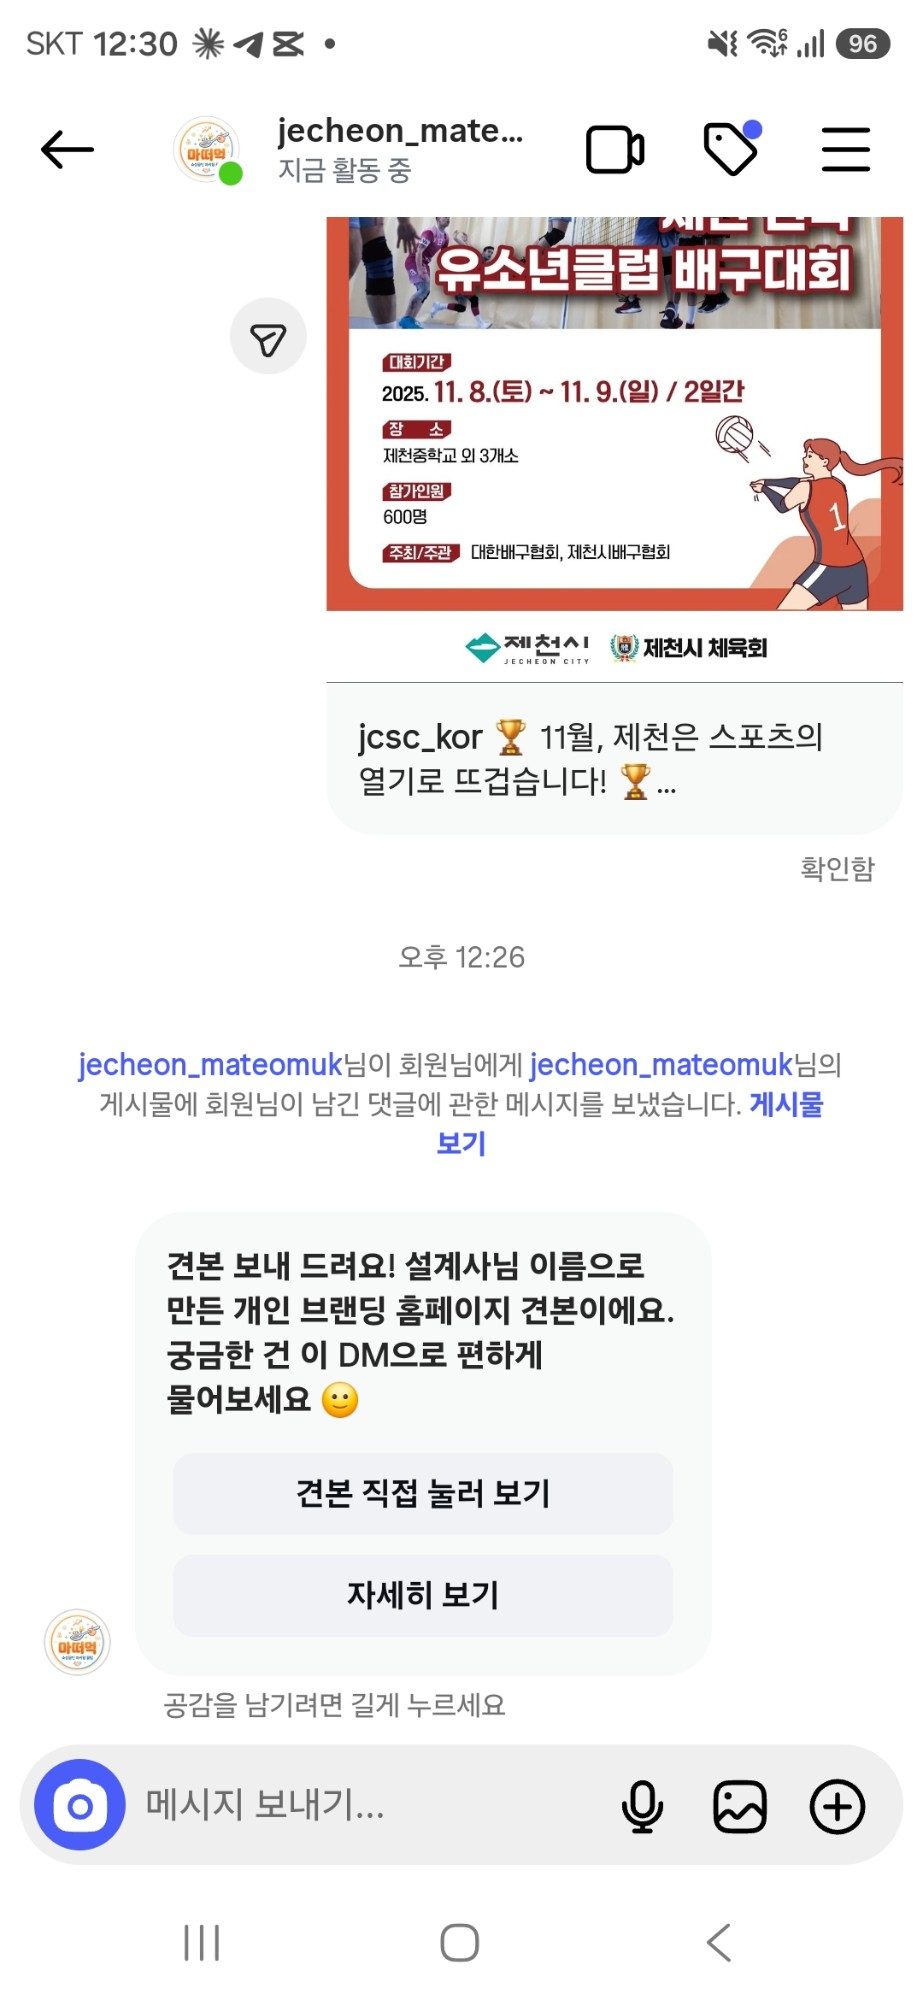 SKT 12:30
6
96
jecheon_mate...
지금 활동 중
마떠먹
유소년클럽 배구대회
대회기간
2025. 11. 8.(토) ~ 11. 9.(일) / 2일간
장 소
제천중학교 외 3개소
참가인원
600명
주최/주관 대한배구협회, 제천시배구협회
1
제천시 제천시 체육회
JECHEON CITY
jcsc_kor 🏆 11월, 제천은 스포츠의
열기로 뜨겁습니다! 🏆...
확인함
오후 12:26
jecheon_mateomuk님이 회원님에게 jecheon_mateomuk님의
게시물에 회원님이 남긴 댓글에 관한 메시지를 보냈습니다. 게시물
보기
견본 보내 드려요! 설계사님 이름으로
만든 개인 브랜딩 홈페이지 견본이에요.
궁금한 건 이 DM으로 편하게
물어보세요 🙂
견본 직접 눌러 보기
자세히 보기
마떠먹
공감을 남기려면 길게 누르세요
메시지 보내기...